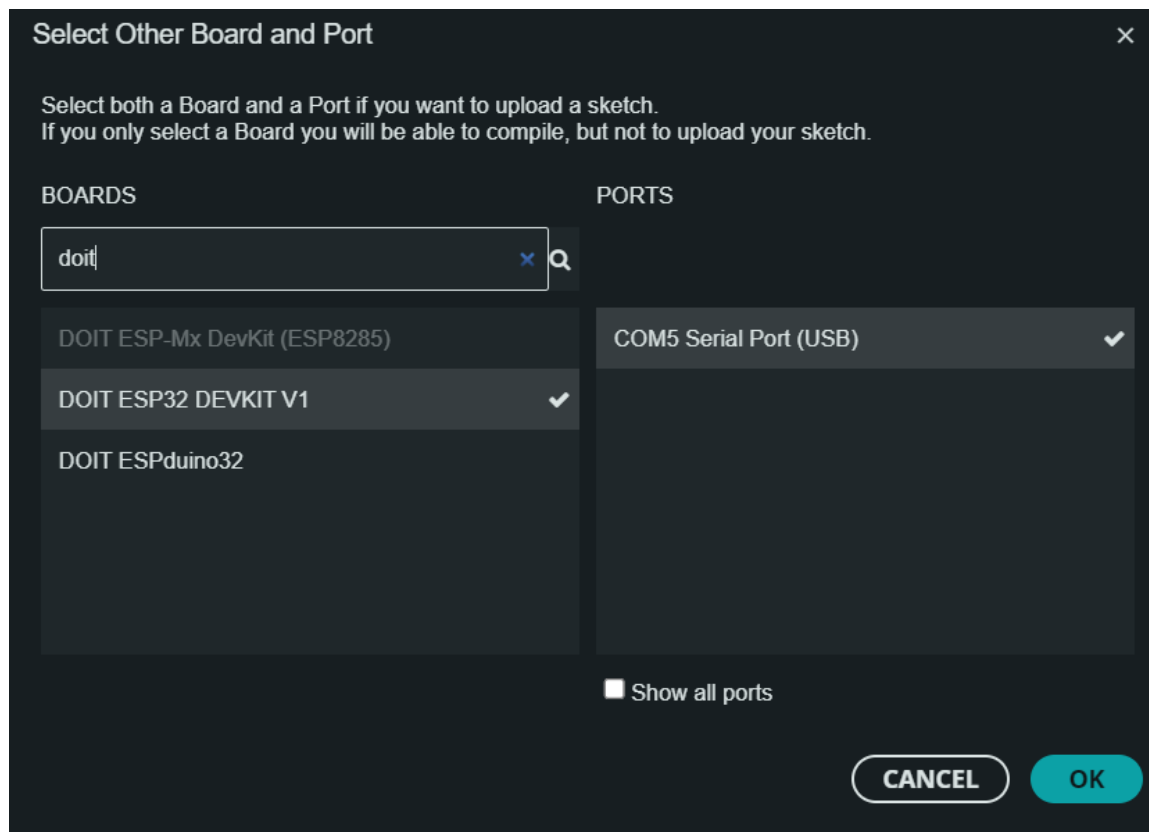 Select Other Board and Port
Select both a Board and a Port if you want to upload a sketch.
If you only select a Board you will be able to compile, but not to upload your sketch.
BOARDS
doit
DOIT ESP-Mx DevKit (ESP8285)
DOIT ESP32 DEVKIT V1
DOIT ESPduino32
PORTS
COM5 Serial Port (USB)
Show all ports
CANCEL
OK